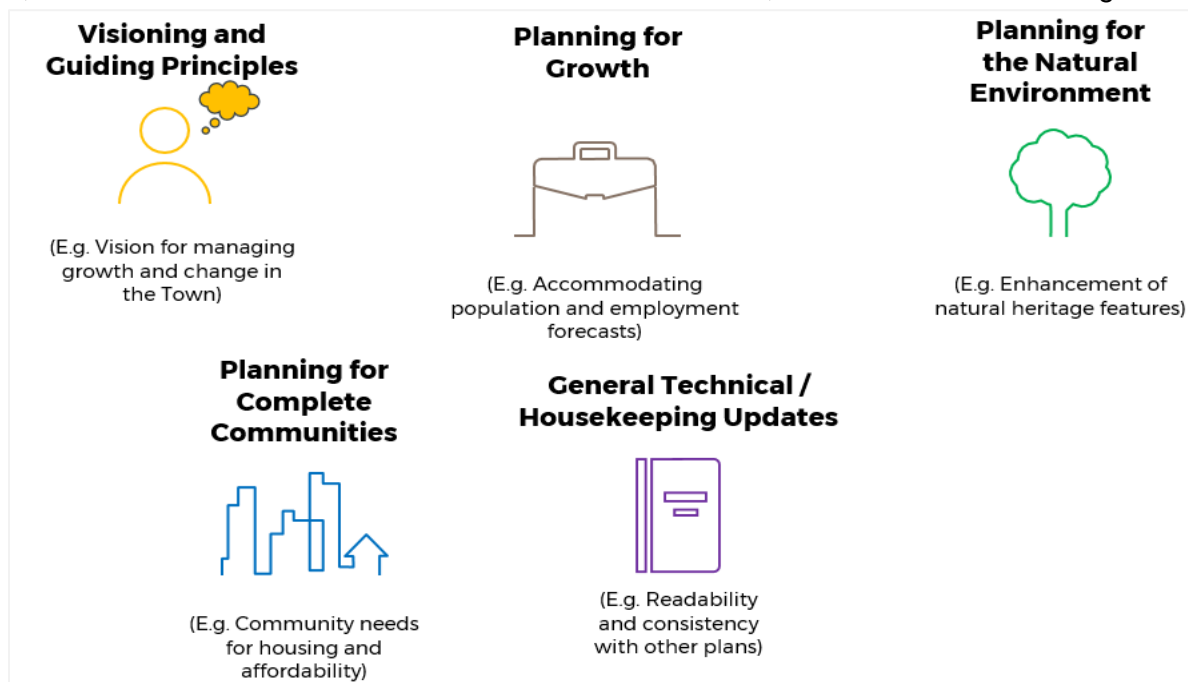 Visioning and
Guiding Principles
(E.g. Vision for managing
growth and change in
the Town)
Planning for
Growth
(E.g. Accommodating
population and employment
forecasts)
Planning for
the Natural
Environment
(E.g. Enhancement of
natural heritage features)
Planning for
Complete
Communities
(E.g. Community needs
for housing and
affordability)
General Technical /
Housekeeping Updates
(E.g. Readability
and consistency
with other plans)